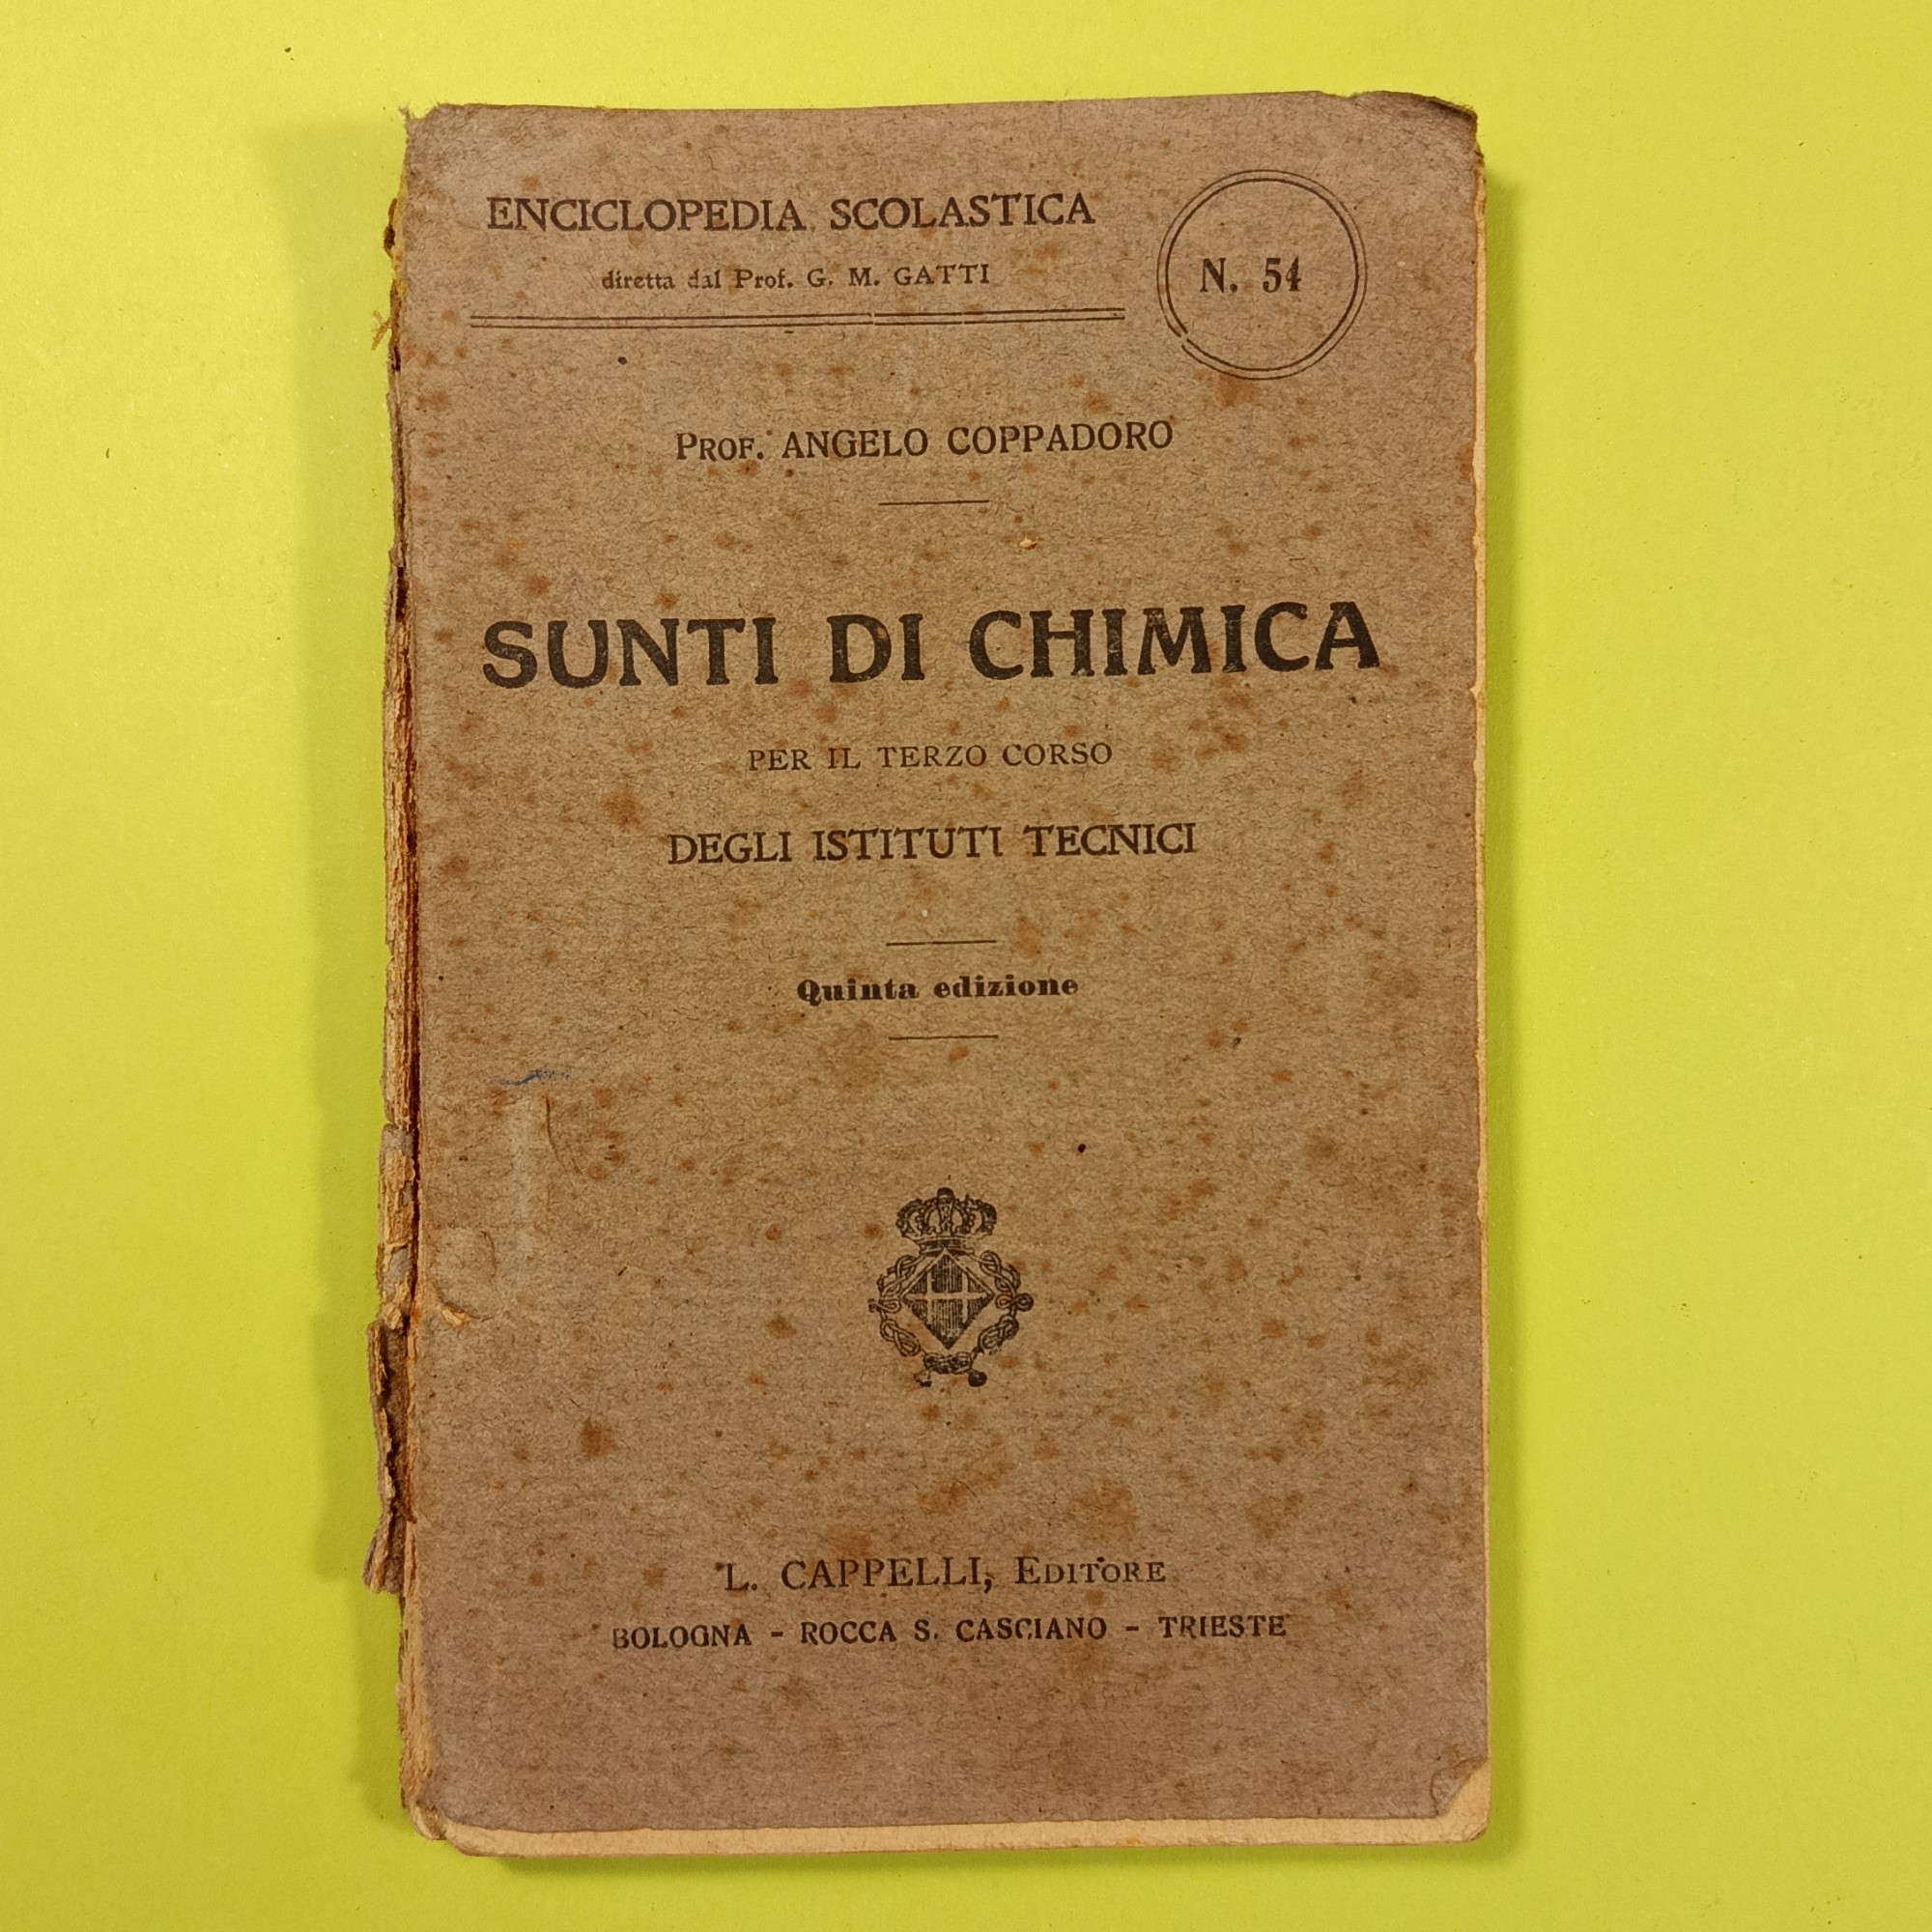 ENCICLOPEDIA SCOLASTICA
diretta dal Prof. G. M. GATTI
N. 54
PROF. ANGELO COPPADORO
SUNTI DI CHIMICA
PER IL TERZO CORSO
DEGLI ISTITUTI TECNICI
Quinta edizione
L. CAPPELLI, EDITORE
BOLOGNA - ROCCA S. CASCIANO - TRIESTE